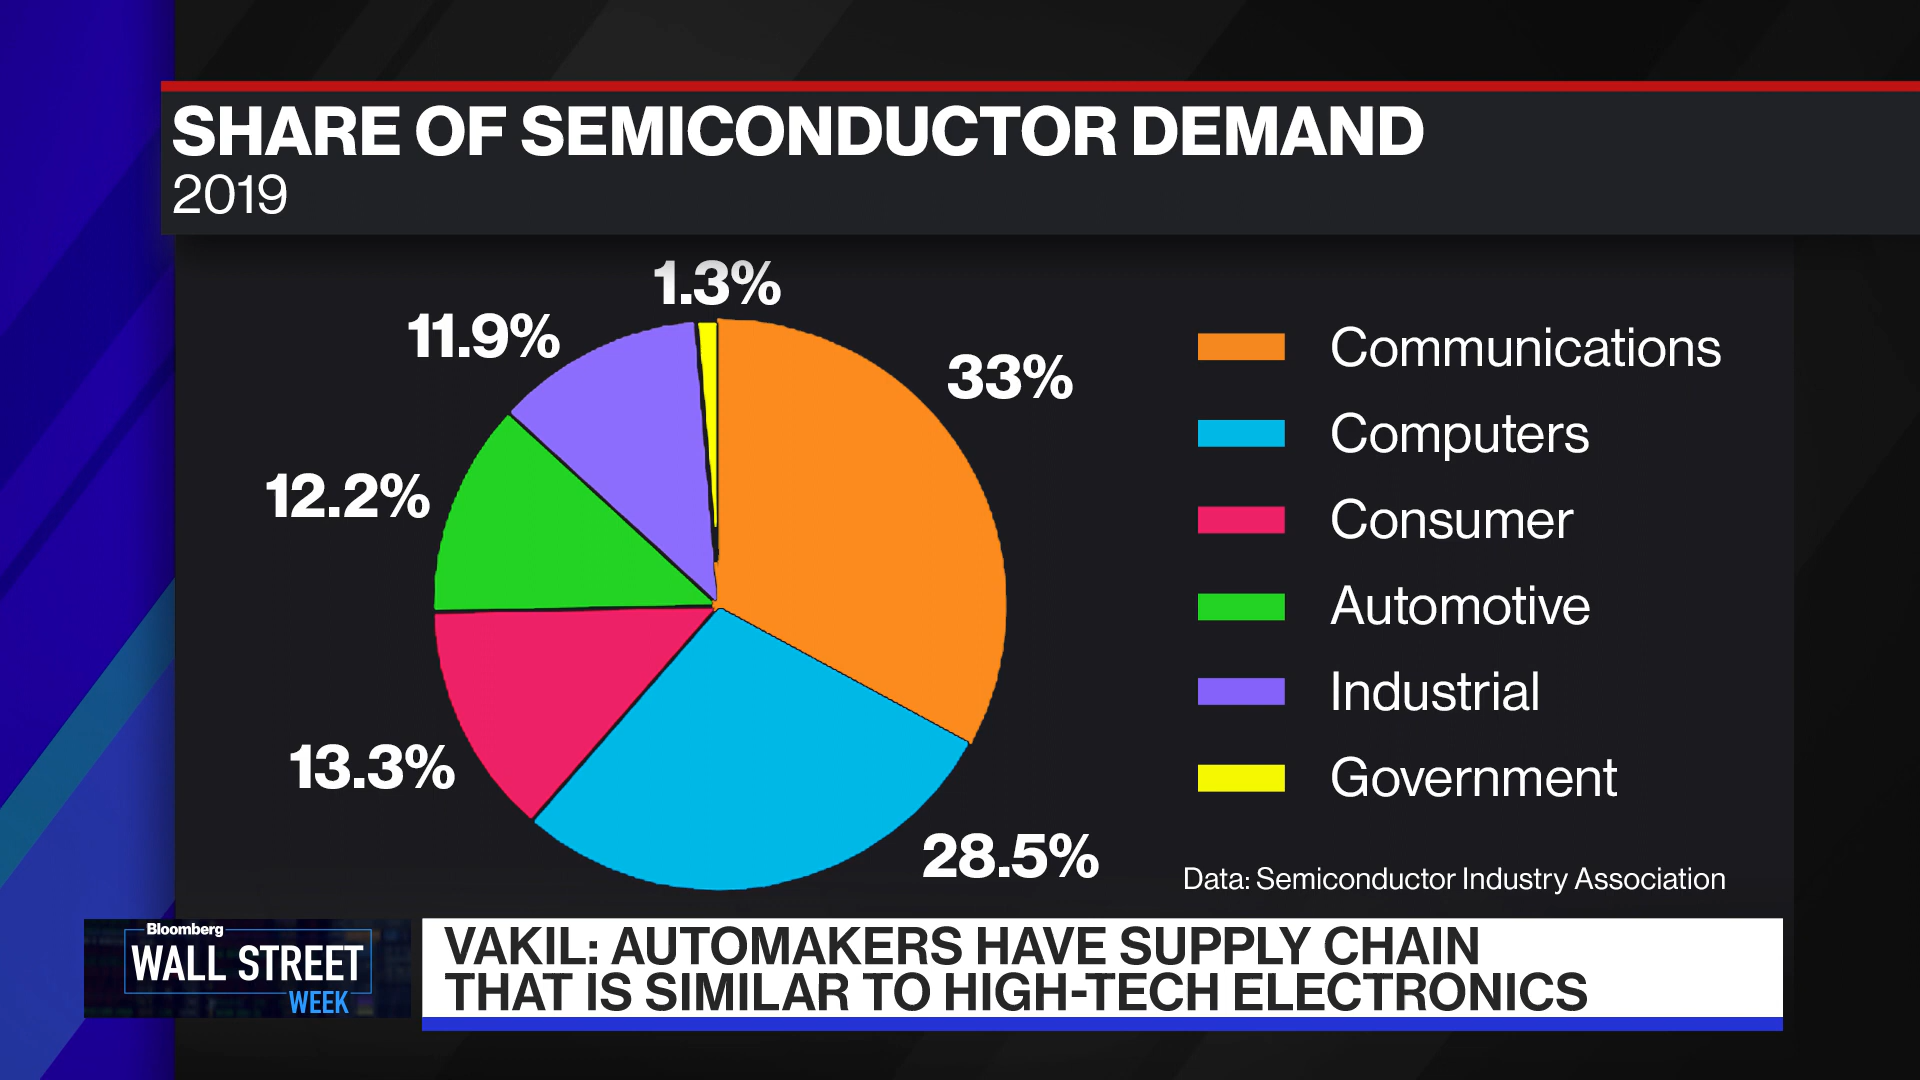 SHARE OF SEMICONDUCTOR DEMAND
2019
1.3%
11.9%
33%
12.2%
13.3%
28.5%
Communications
Computers
Consumer
Automotive
Industrial
Government
Data: Semiconductor Industry Association
Bloomberg
WALL STREET
WEEK
VAKIL: AUTOMAKERS HAVE SUPPLY CHAIN
THAT IS SIMILAR TO HIGH-TECH ELECTRONICS